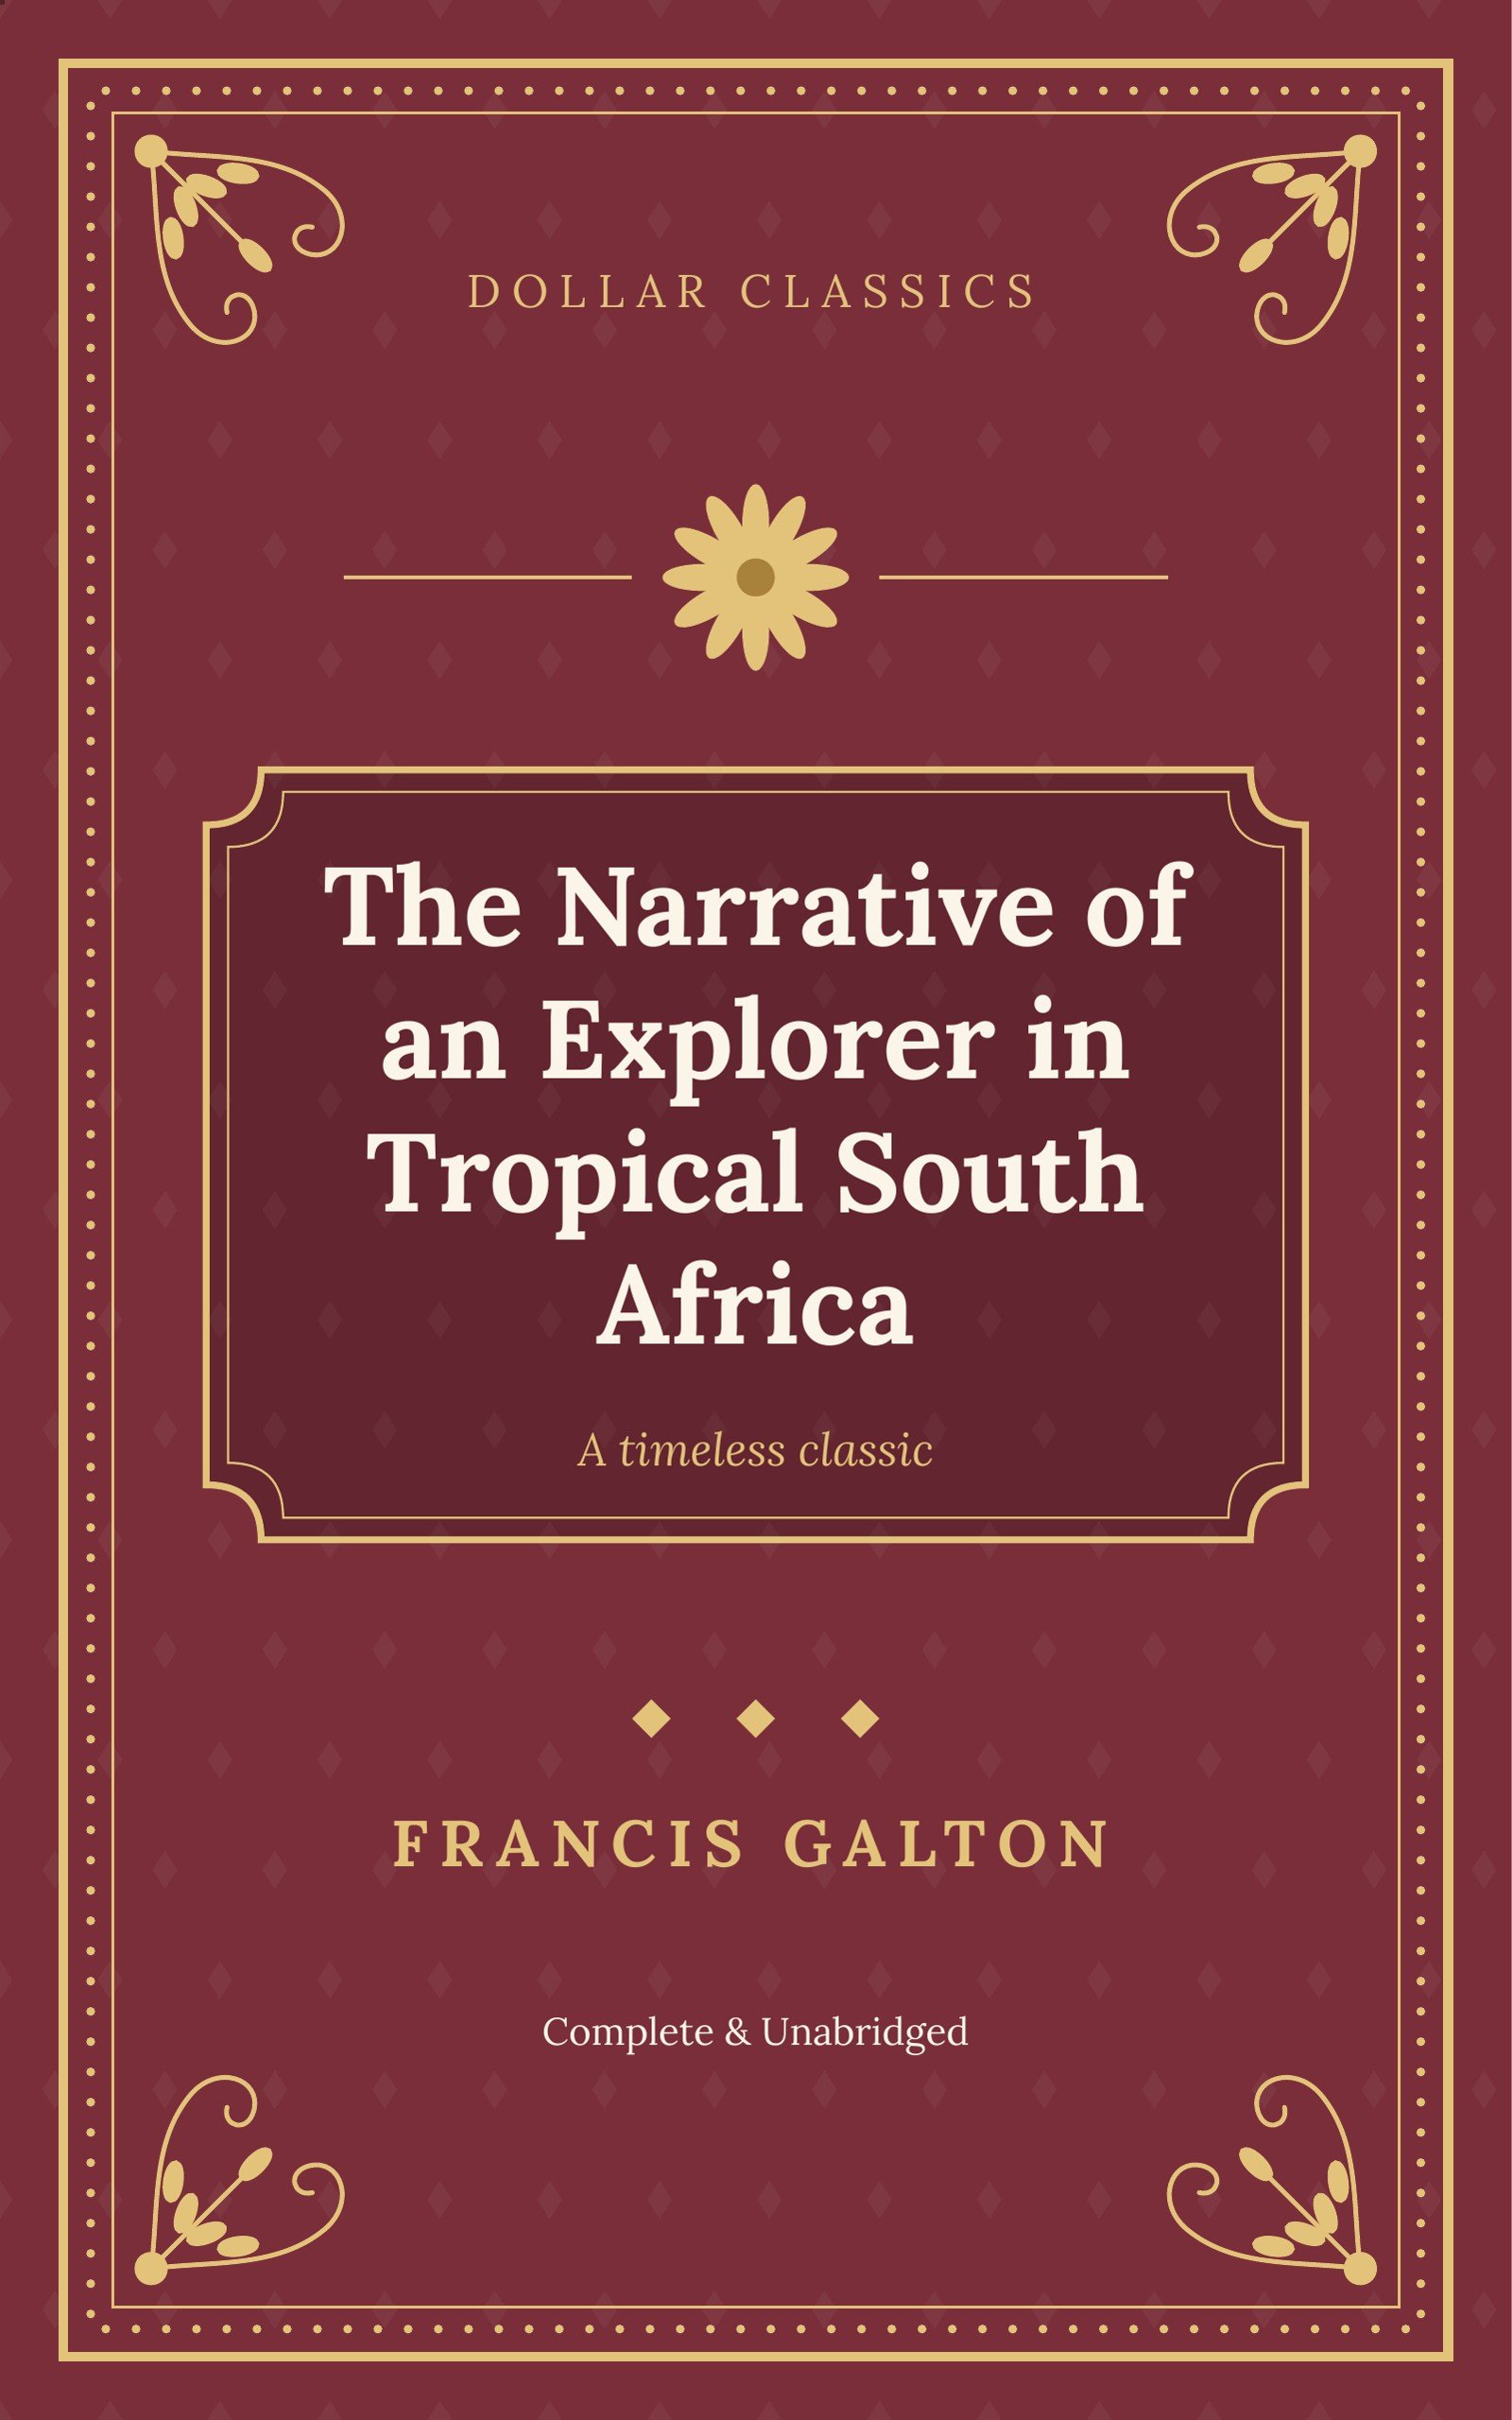 DOLLAR CLASSICS
The Narrative of
an Explorer in
Tropical South
Africa
A timeless classic
FRANCIS GALTON
Complete & Unabridged